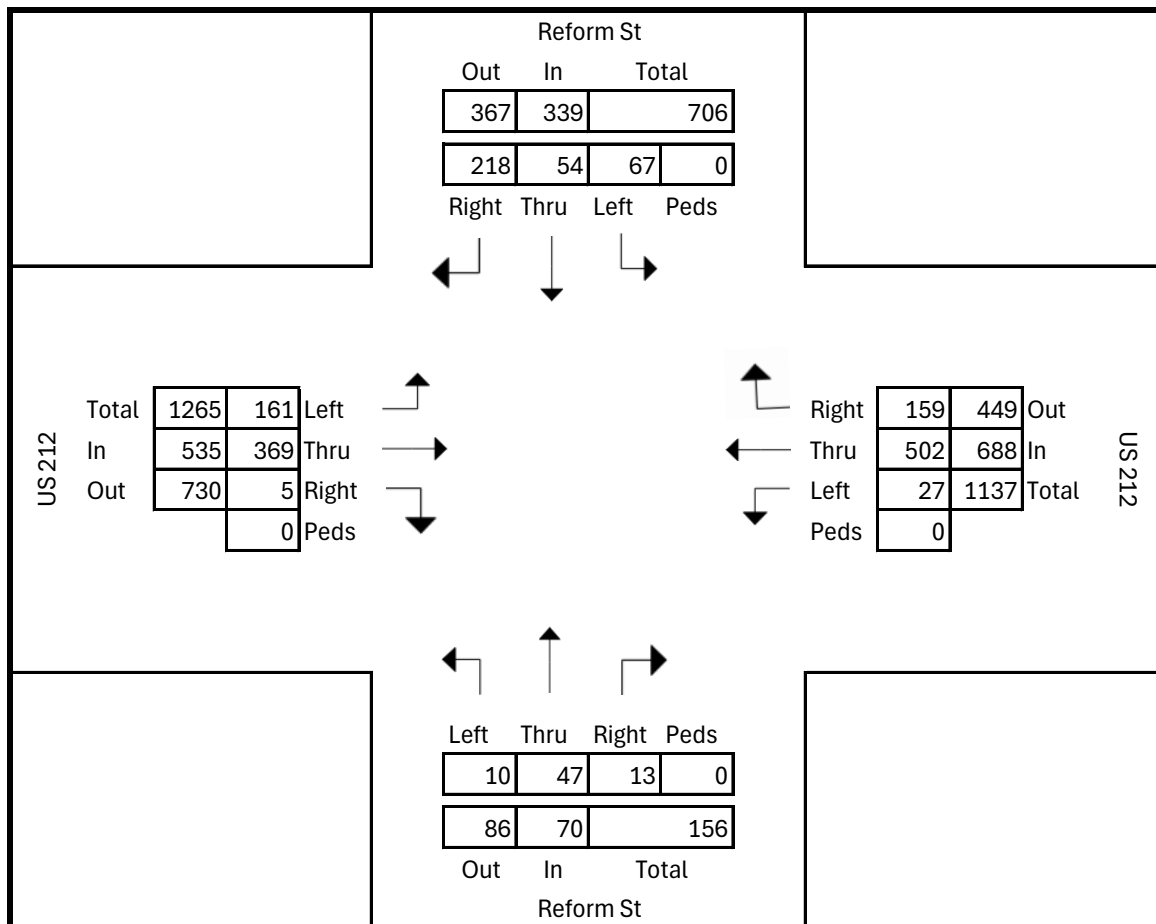 Reform St
Out In Total
367 339 706
218 54 67 0
Right Thru Left Peds
US 212
Total 1265 161 Left
In 535 369 Thru
Out 730 5 Right
0 Peds
Right 159 449 Out
Thru 502 688 In
Left 27 1137 Total
Peds 0
US 212
Left Thru Right Peds
10 47 13 0
86 70 156
Out In Total
Reform St